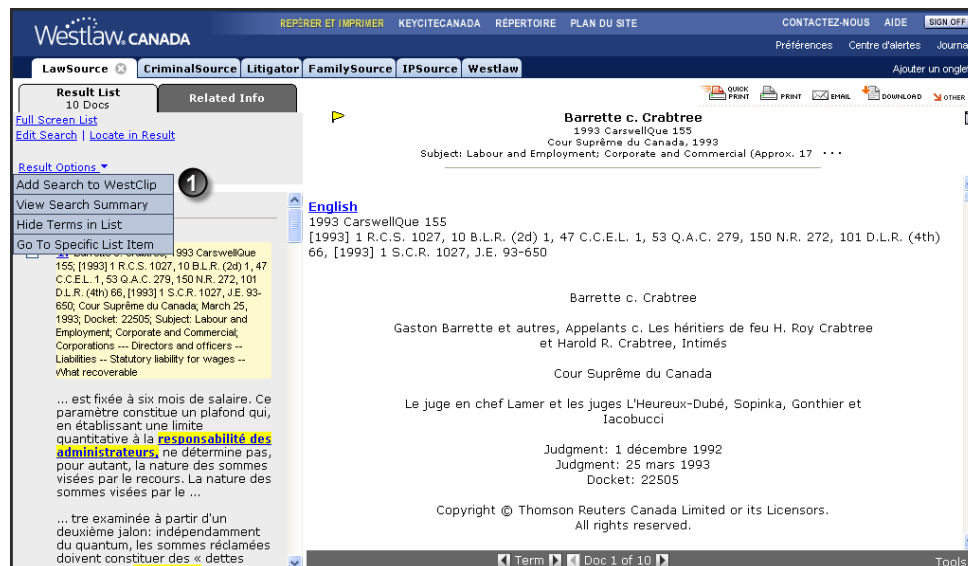 Westlaw. CANADA
REPÉRER ET IMPRIMER KEYCITECANADA RÉPERTOIRE PLAN DU SITE
CONTACTEZ-NOUS AIDE SIGN OFF
Préférences Centre d'alertes Journa
LawSource CriminalSource Litigator FamilySource IPSource Westlaw
Ajouter un ongle
Result List
10 Docs
Related Info
Full Screen List
Edit Search | Locate in Result
Result Options
Add Search to WestClip
1
View Search Summary
Hide Terms in List
Go To Specific List Item
1. Barrette c. Crabtree, 1993 CarswellQue
155; [1993] 1 R.C.S. 1027, 10 B.L.R. (2d) 1, 47
C.C.E.L. 1, 53 Q.A.C. 279, 150 N.R. 272, 101
D.L.R. (4th) 66, [1993] 1 S.C.R. 1027, J.E. 93-
650; Cour Suprême du Canada; March 25,
1993; Docket: 22505; Subject: Labour and
Employment; Corporate and Commercial;
Corporations --- Directors and officers --
Liabilities -- Statutory liability for wages --
What recoverable
... est fixée à six mois de salaire. Ce
paramètre constitue un plafond qui,
en établissant une limite
quantitative à la responsabilité des
administrateurs, ne détermine pas,
pour autant, la nature des sommes
visées par le recours. La nature des
sommes visées par le ...
... tre examinée à partir d'un
deuxième jalon: indépendamment
du quantum, les sommes réclamées
doivent constituer des « dettes
QUICK PRINT PRINT EMAIL DOWNLOAD OTHER
Barrette c. Crabtree
1993 CarswellQue 155
Cour Suprême du Canada, 1993
Subject: Labour and Employment; Corporate and Commercial (Approx. 17 ...
English
1993 CarswellQue 155
[1993] 1 R.C.S. 1027, 10 B.L.R. (2d) 1, 47 C.C.E.L. 1, 53 Q.A.C. 279, 150 N.R. 272, 101 D.L.R. (4th)
66, [1993] 1 S.C.R. 1027, J.E. 93-650
Barrette c. Crabtree
Gaston Barrette et autres, Appelants c. Les héritiers de feu H. Roy Crabtree
et Harold R. Crabtree, Intimés
Cour Suprême du Canada
Le juge en chef Lamer et les juges L'Heureux-Dubé, Sopinka, Gonthier et
Iacobucci
Judgment: 1 décembre 1992
Judgment: 25 mars 1993
Docket: 22505
Copyright © Thomson Reuters Canada Limited or its Licensors.
All rights reserved.
Term Doc 1 of 10
Tools